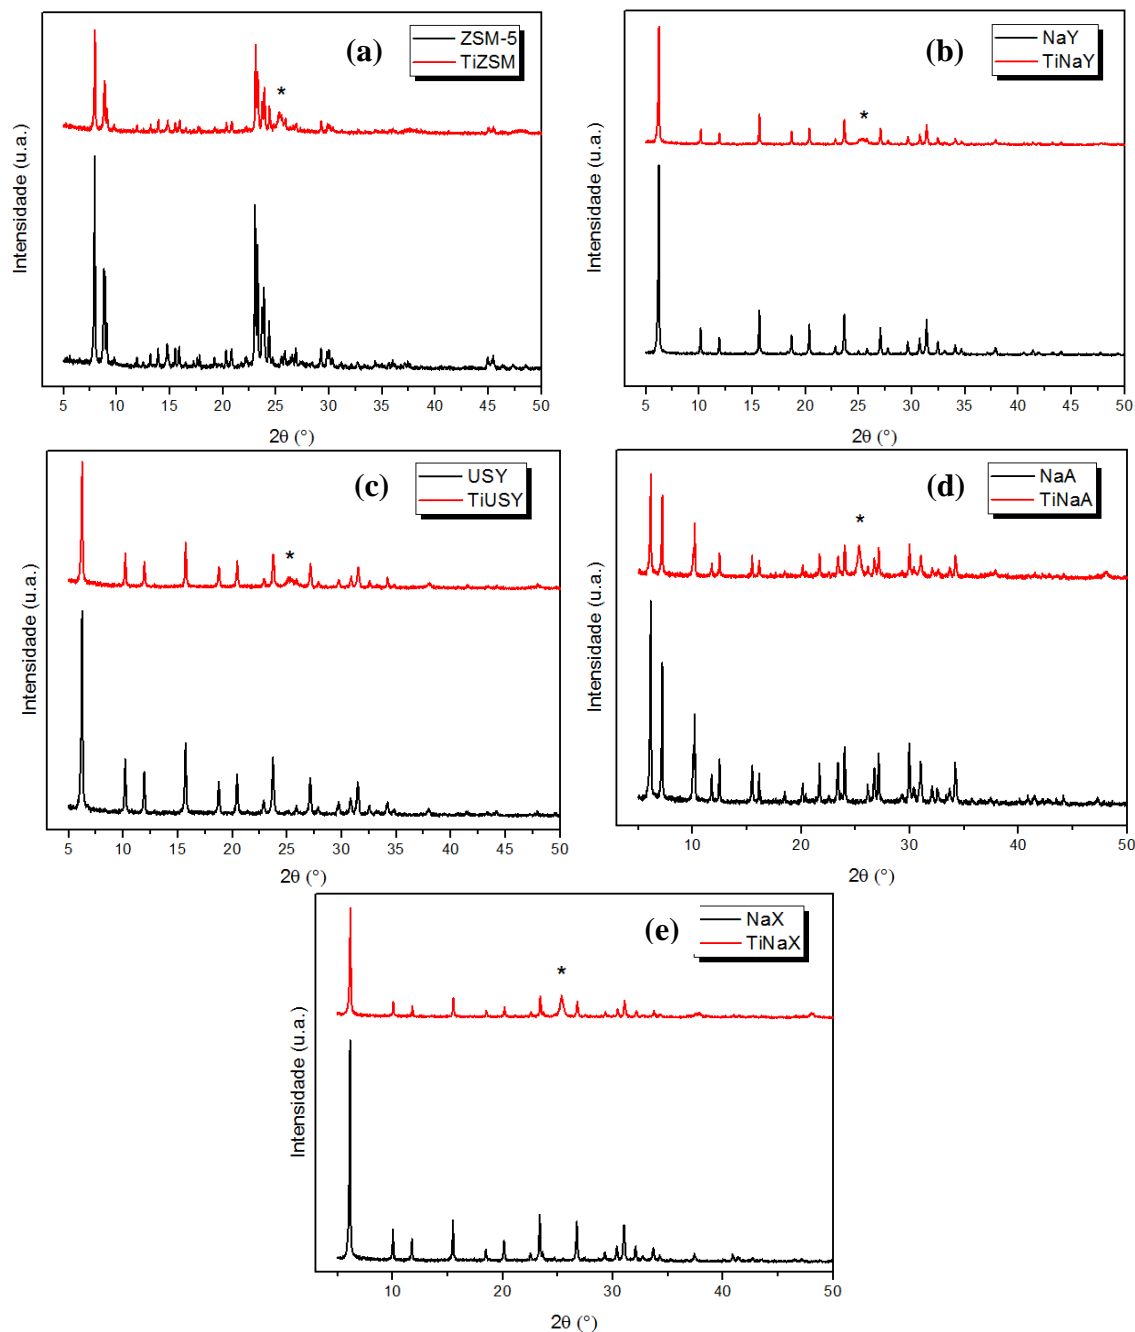 (a)
ZSM-5
TiZSM
*
Intensidade (u.a.)
5 10 15 20 25 30 35 40 45 50
2θ (°)
(b)
NaY
TiNaY
*
Intensidade (u.a.)
5 10 15 20 25 30 35 40 45 50
2θ (°)
(c)
USY
TiUSY
*
Intensidade (u.a.)
5 10 15 20 25 30 35 40 45 50
2θ (°)
(d)
NaA
TiNaA
*
Intensidade (u.a.)
10 20 30 40 50
2θ (°)
(e)
NaX
TiNaX
*
Intensidade (u.a.)
10 20 30 40 50
2θ (°)